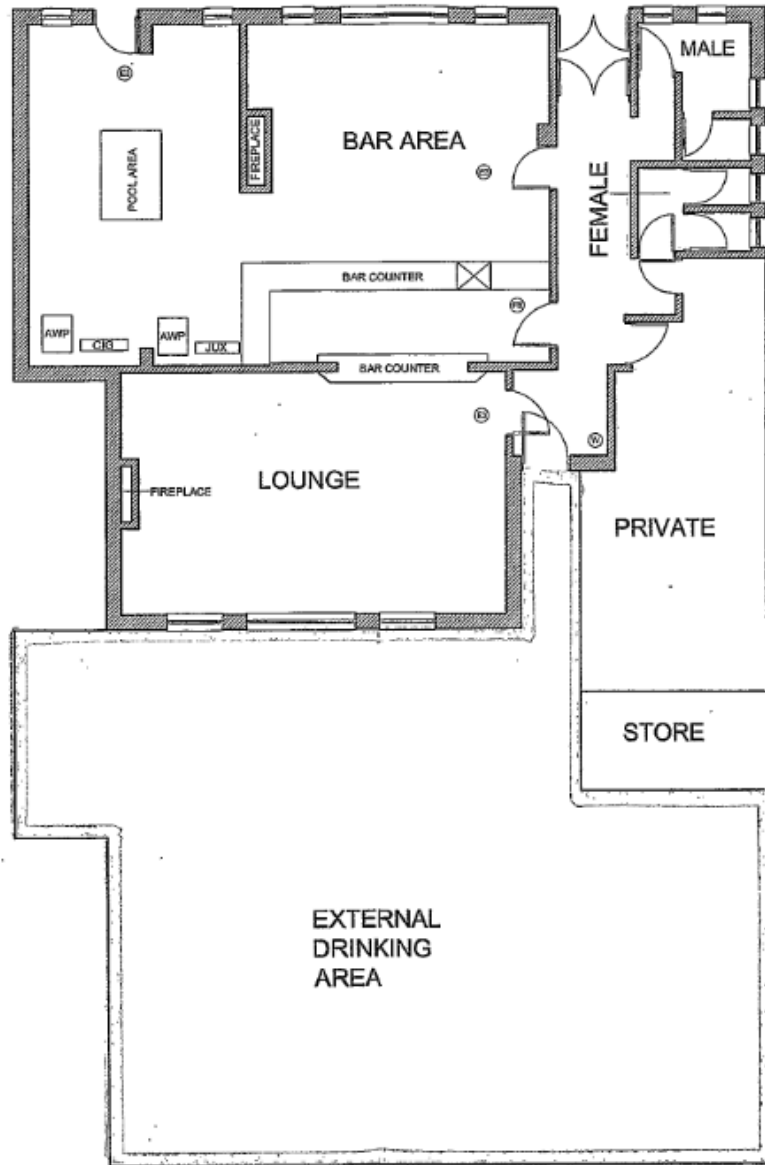 MALE
FIREPLACE
BAR AREA
POOL AREA
FEMALE
BAR COUNTER
AWP
CIG
AWP
JUX
BAR COUNTER
W
LOUNGE
FIREPLACE
PRIVATE
STORE
EXTERNAL
DRINKING
AREA